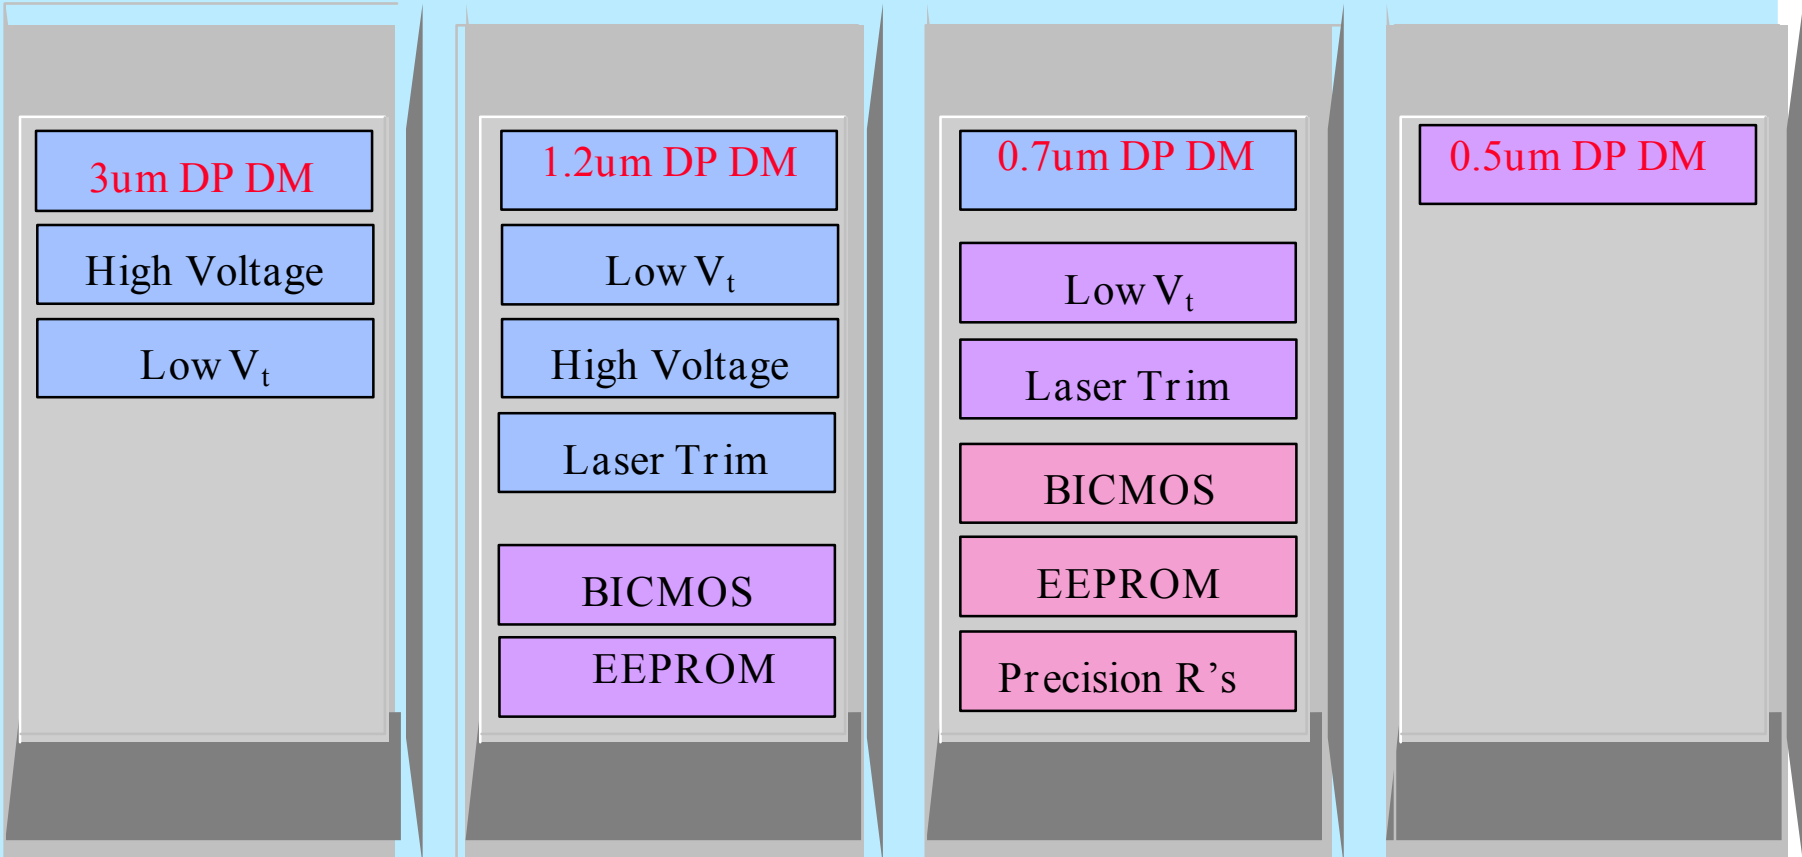 3um DP DM
High Voltage
Low Vt
1.2um DP DM
Low Vt
High Voltage
Laser Trim
BICMOS
EEPROM
0.7um DP DM
Low Vt
Laser Trim
BICMOS
EEPROM
Precision R’s
0.5um DP DM